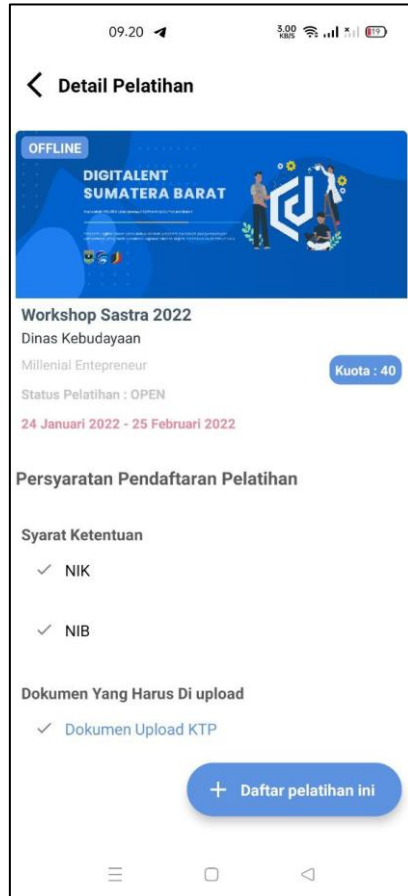 09.20
3.00
KB/S
19
Detail Pelatihan
OFFLINE
DIGITALENT
SUMATERA BARAT
Workshop Sastra 2022
Dinas Kebudayaan
Millenial Entepreneur
Kuota : 40
Status Pelatihan : OPEN
24 Januari 2022 - 25 Februari 2022
Persyaratan Pendaftaran Pelatihan
Syarat Ketentuan
NIK
NIB
Dokumen Yang Harus Di upload
Dokumen Upload KTP
+ Daftar pelatihan ini